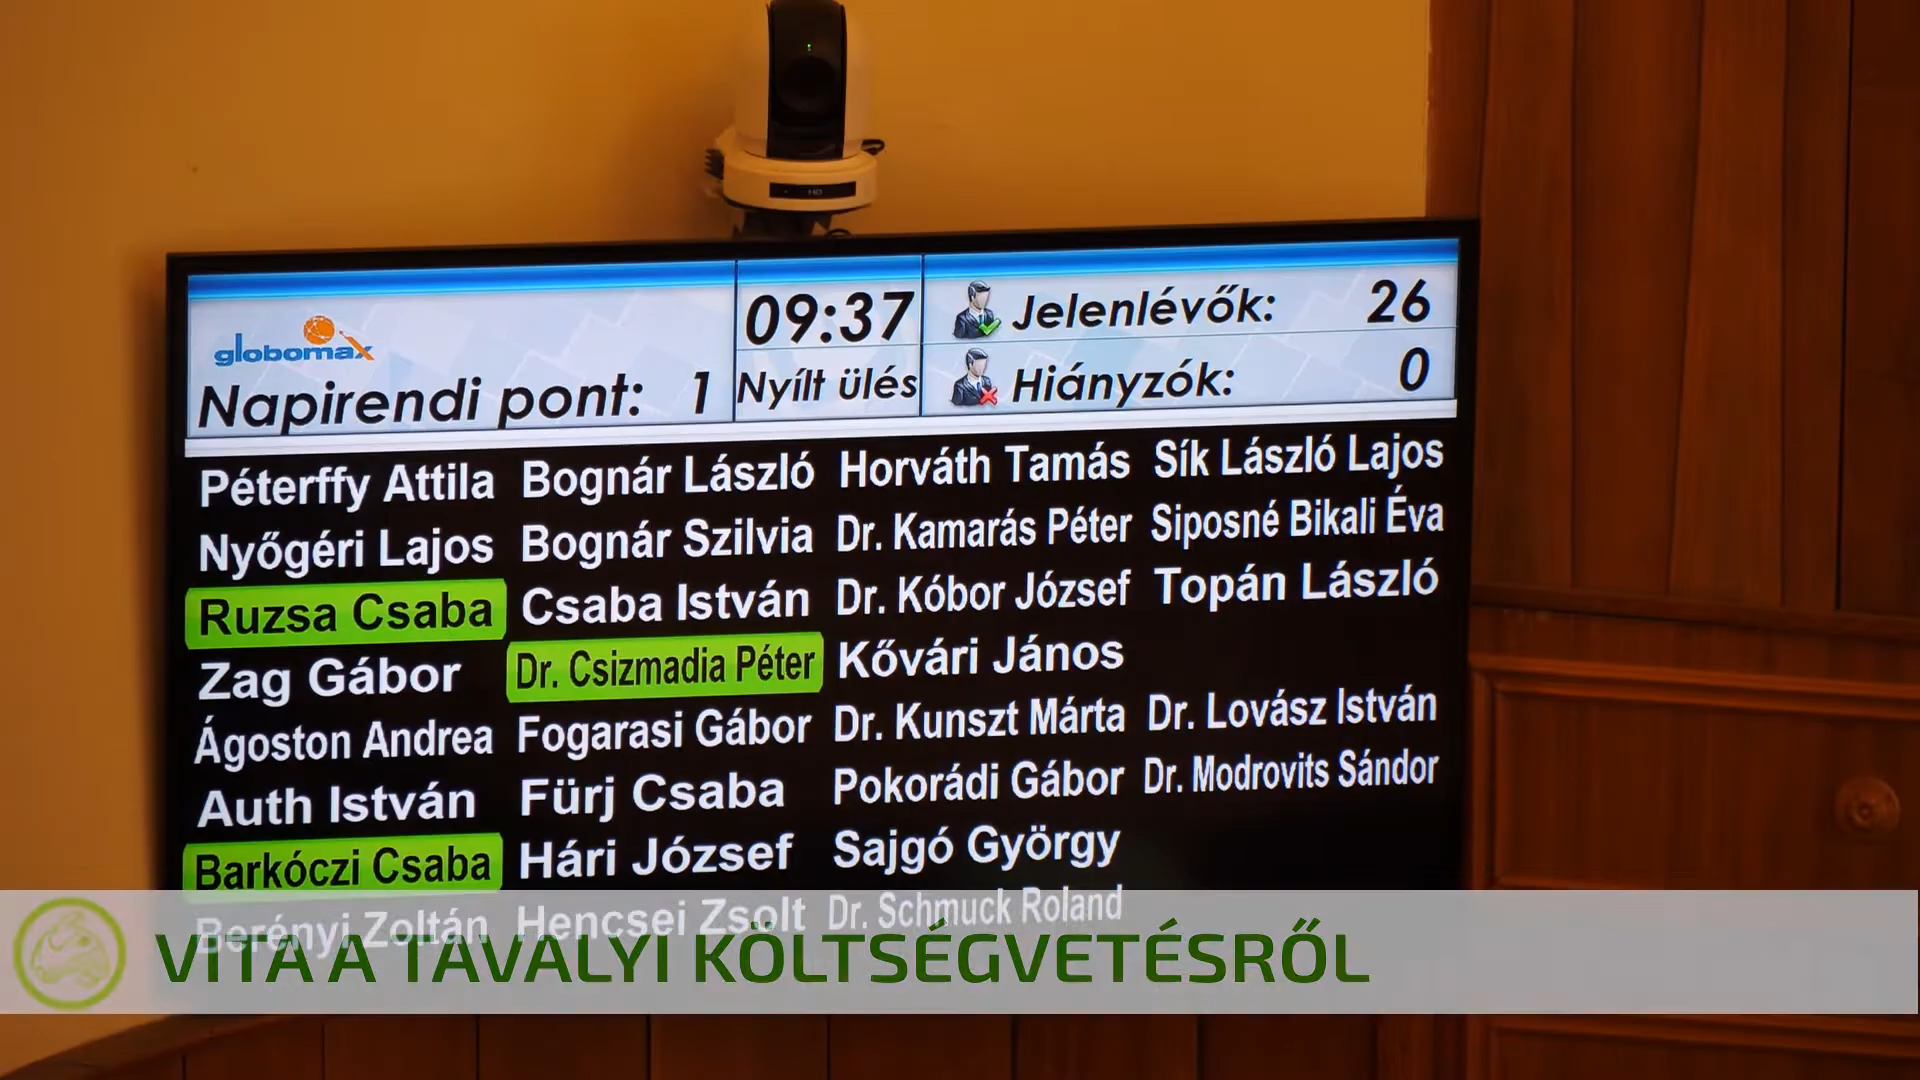 HD
globomax
Napirendi pont: 1
09:37
Nyílt ülés
Jelenlévők: 26
Hiányzók: 0
Péterffy Attila Bognár László Horváth Tamás Sík László Lajos
Nyőgéri Lajos Bognár Szilvia Dr. Kamarás Péter Siposné Bikali Éva
Ruzsa Csaba Csaba István Dr. Kóbor József Topán László
Zag Gábor Dr. Csizmadia Péter Kővári János
Ágoston Andrea Fogarasi Gábor Dr. Kunszt Márta Dr. Lovász István
Auth István Fürj Csaba Pokorádi Gábor Dr. Modrovits Sándor
Barkóczi Csaba Hári József Sajgó György
Berényi Zoltán Hencsei Zsolt Dr. Schmuck Roland
VITA A TAVALYI KÖLTSÉGVETÉSRŐL